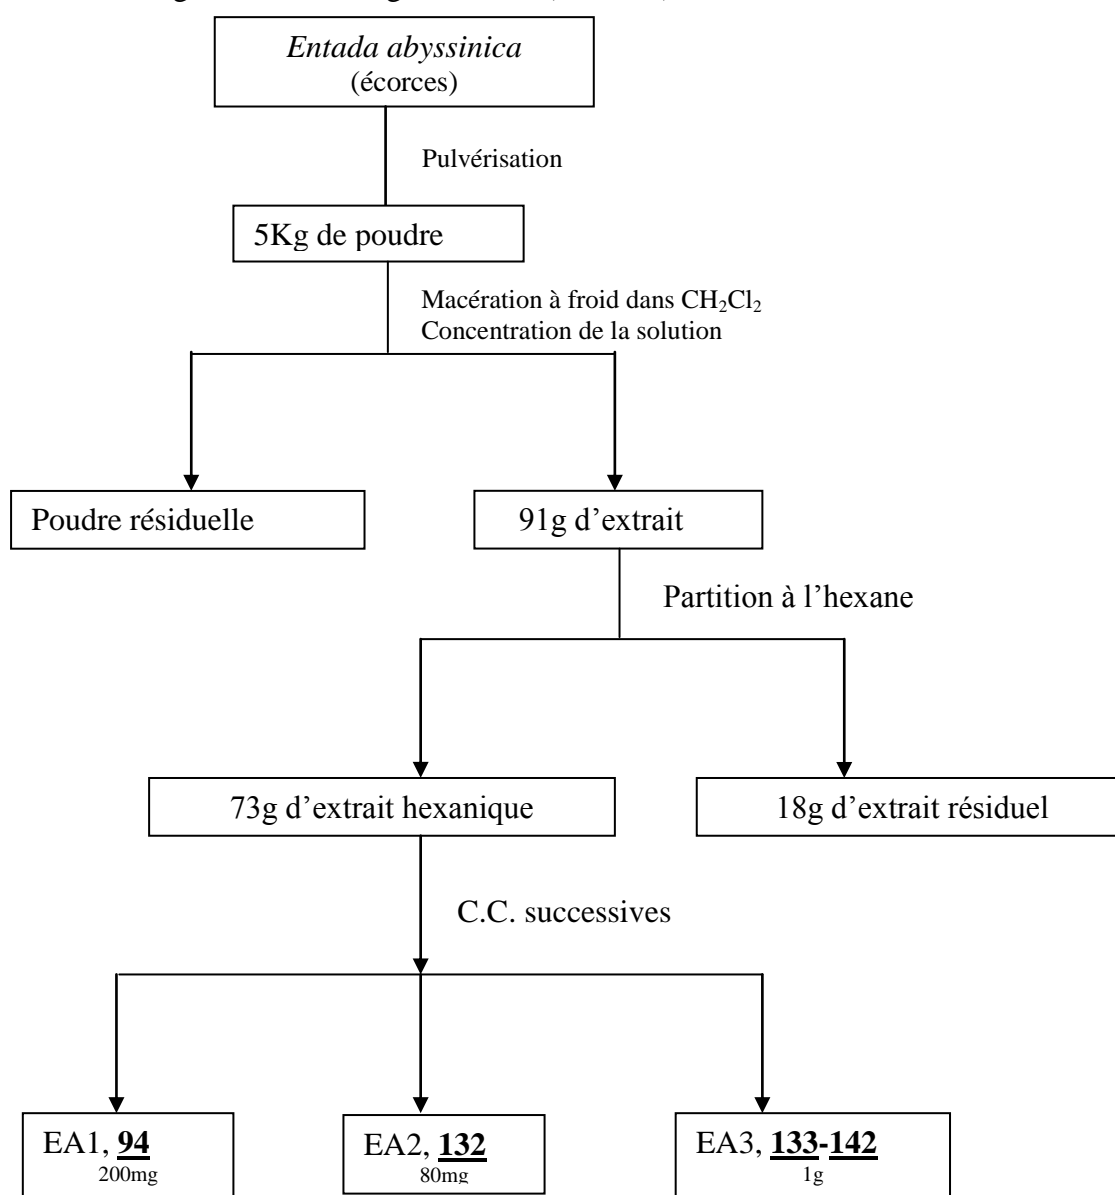 Entada abyssinica
(écorces)
Pulvérisation
5Kg de poudre
Macération à froid dans CH₂Cl₂
Concentration de la solution
Poudre résiduelle
91g d’extrait
Partition à l’hexane
73g d’extrait hexanique
18g d’extrait résiduel
C.C. successives
EA1, 94
200mg
EA2, 132
80mg
EA3, 133-142
1g